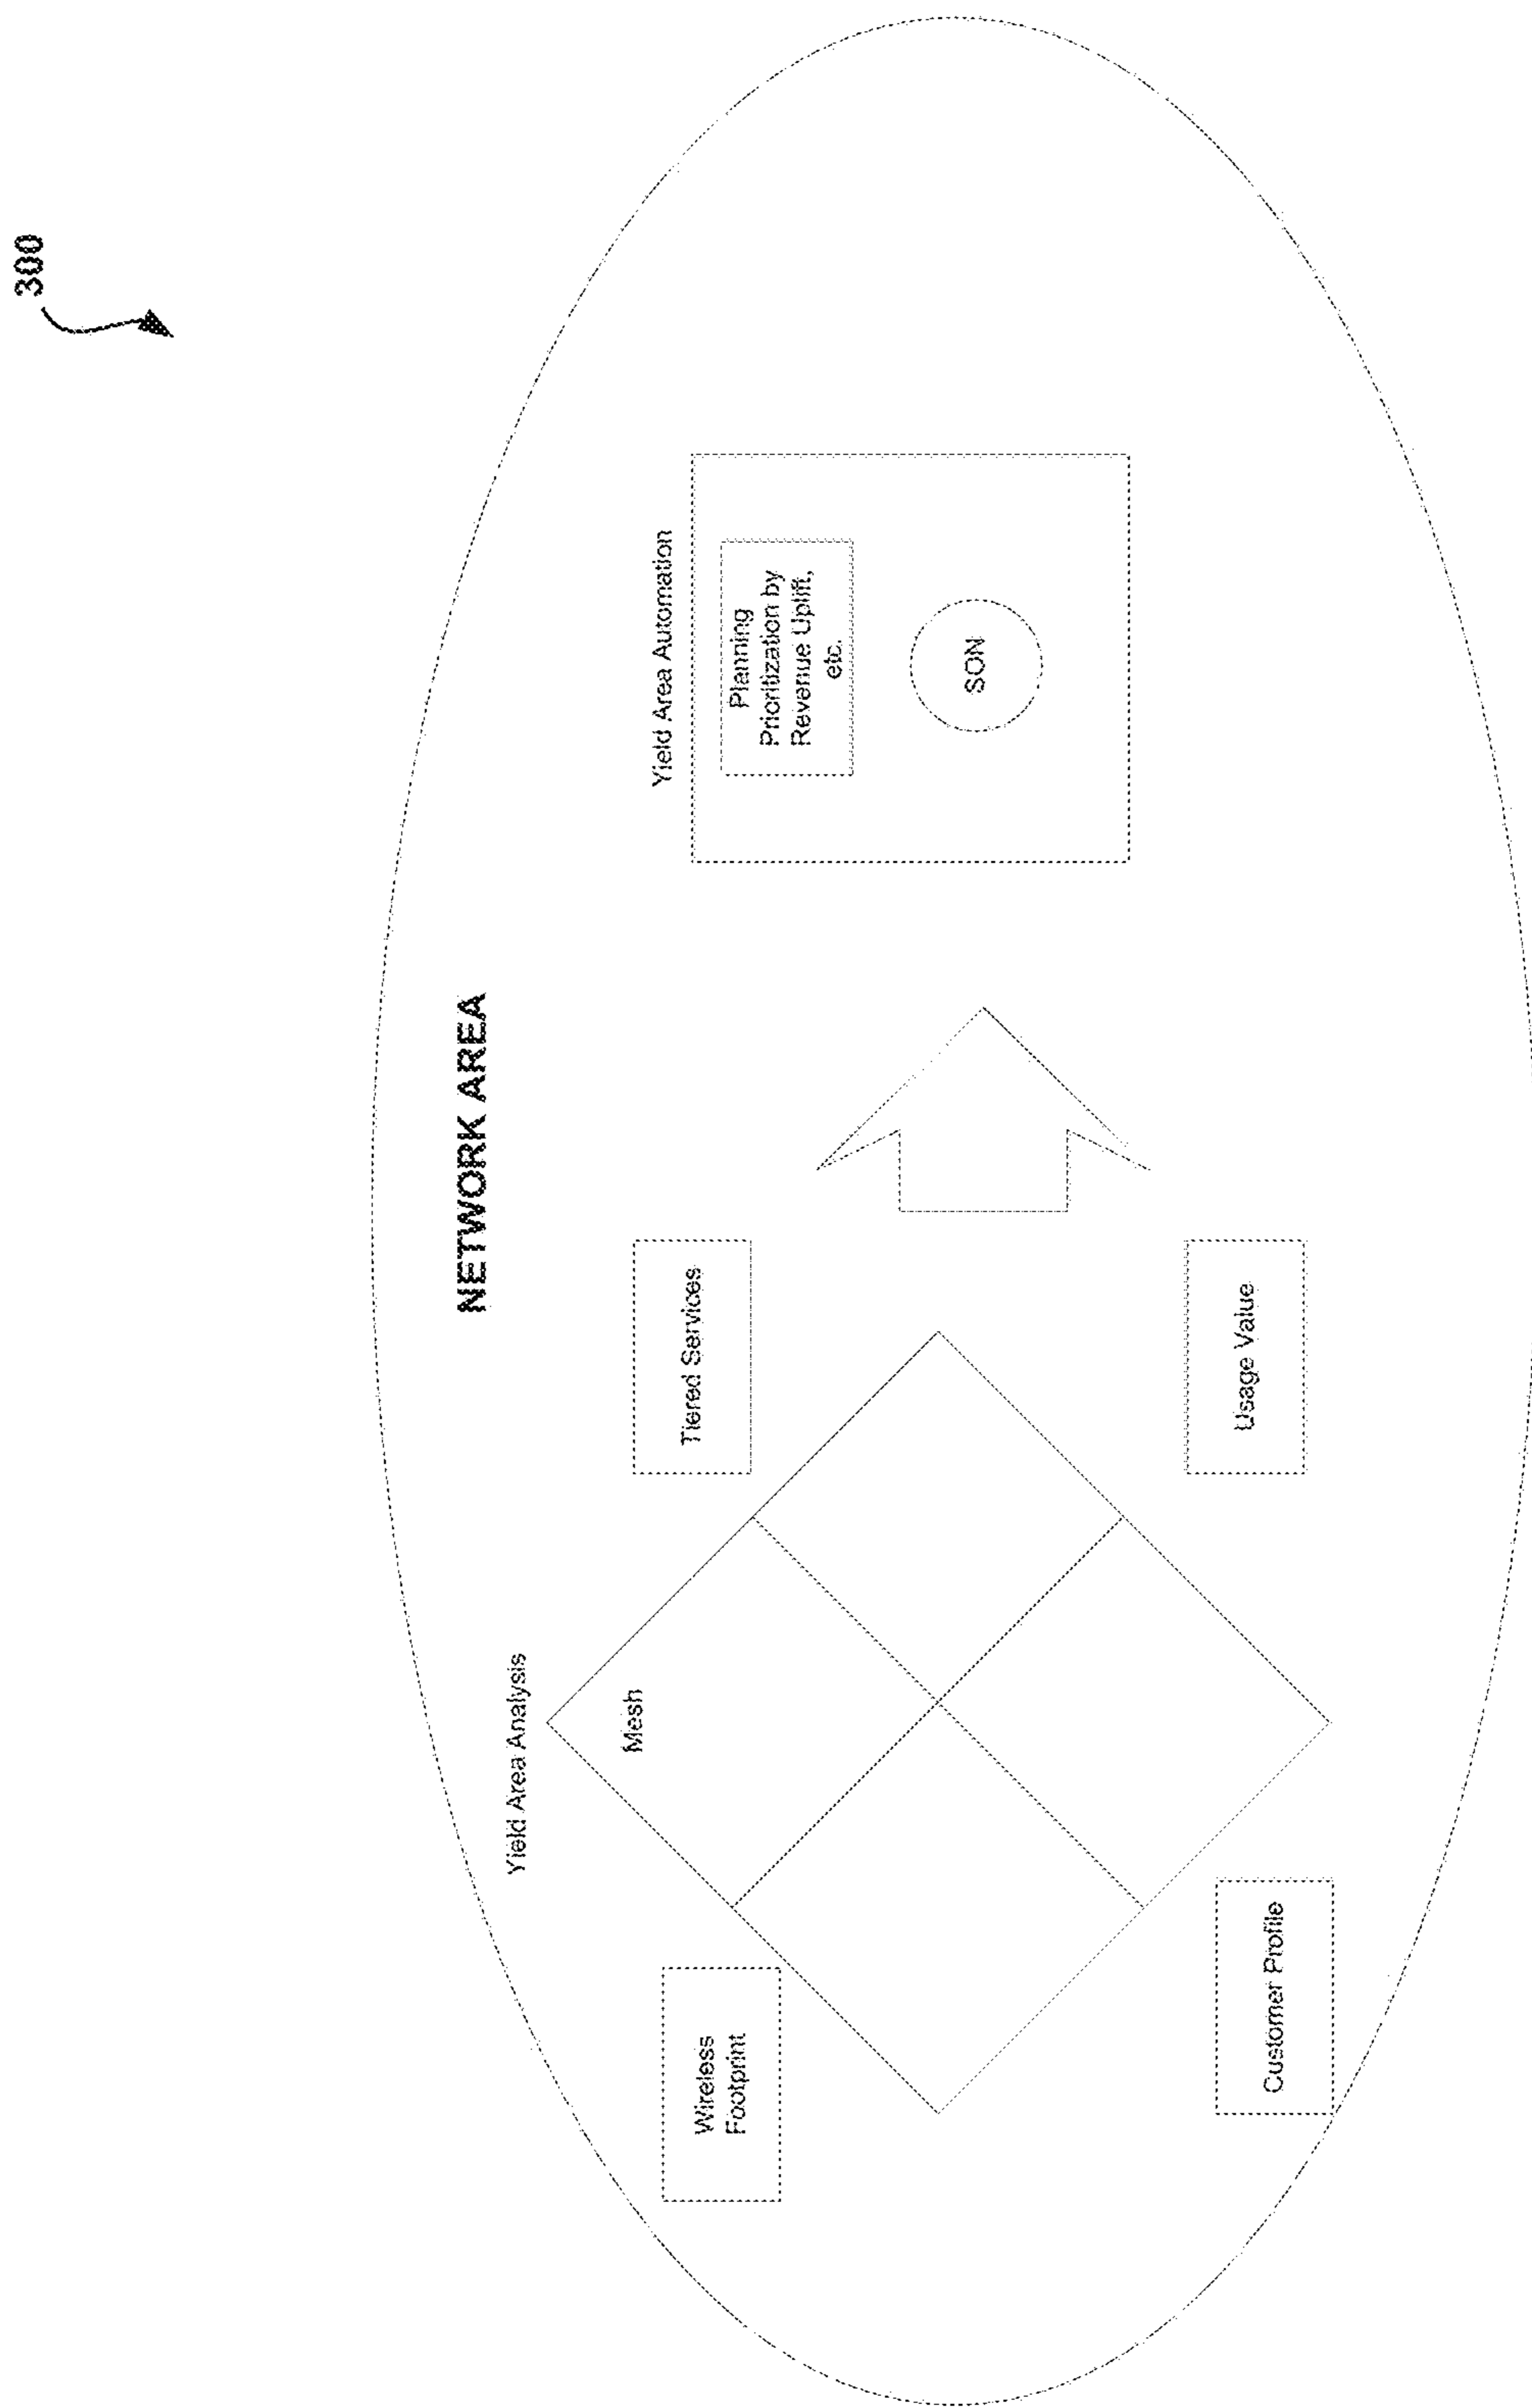 300
NETWORK AREA
Yield Area Analysis
Mesh
Wireless
Footprint
Tiered Services
Customer Profile
Usage Value
Yield Area Automation
Planning
Prioritization by
Revenue Uplift,
etc.
SON